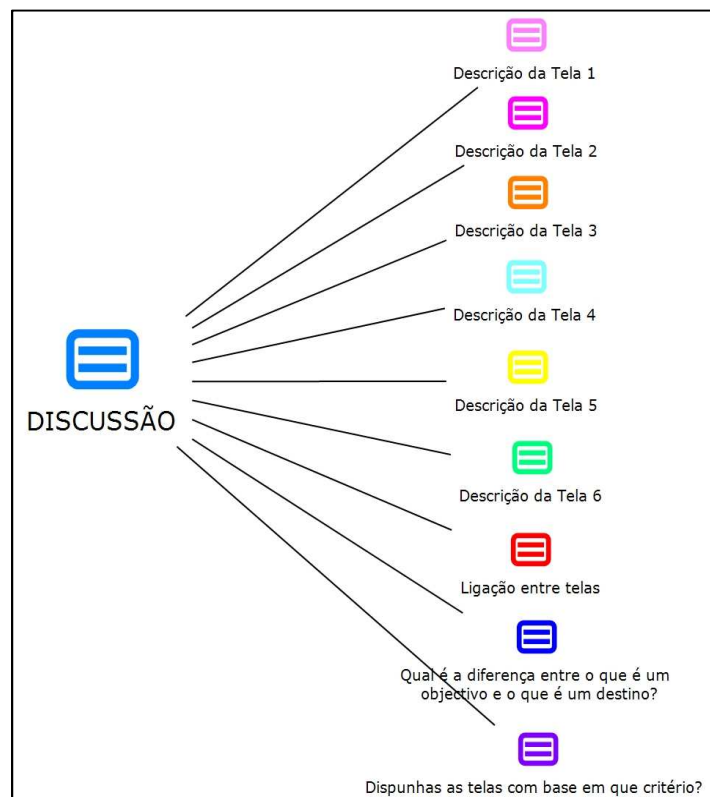 Descrição da Tela 1
Descrição da Tela 2
Descrição da Tela 3
Descrição da Tela 4
DISCUSSÃO
Descrição da Tela 5
Descrição da Tela 6
Ligação entre telas
Qual é a diferença entre o que é um
objectivo e o que é um destino?
Dispunhas as telas com base em que critério?